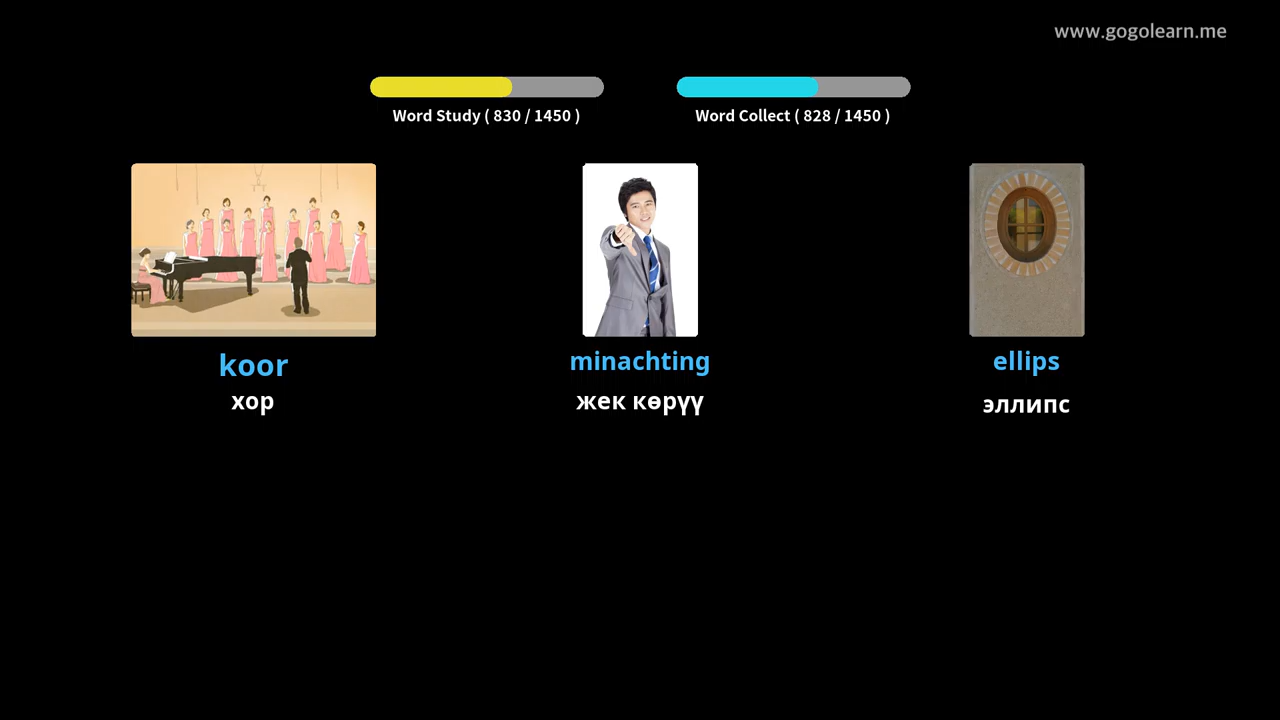 www.gogolearn.me
Word Study ( 830 / 1450 )
Word Collect ( 828 / 1450 )
koor
хор
minachting
жек көрүү
ellips
эллипс